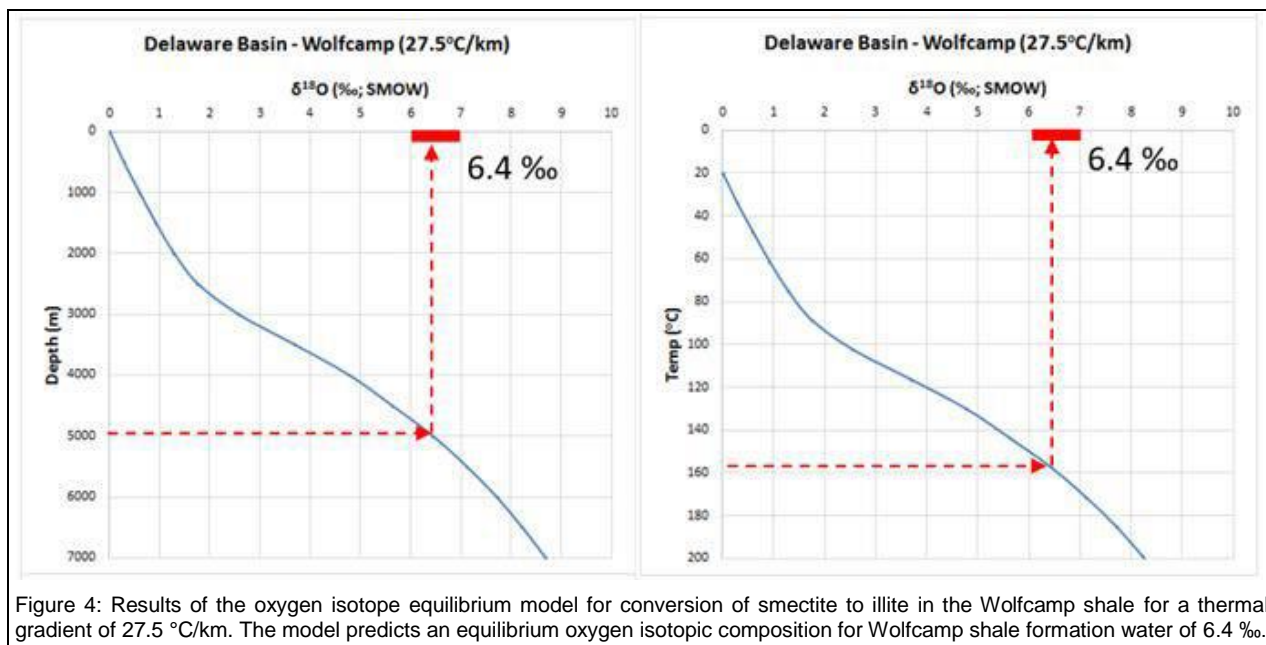 Delaware Basin - Wolfcamp (27.5°C/km)
δ¹⁸O (‰; SMOW)
0 1 2 3 4 5 6 7 8 9 10
0
1000
2000
3000
4000
5000
6000
7000
Depth (m)
6.4 ‰
Delaware Basin - Wolfcamp (27.5°C/km)
δ¹⁸O (‰; SMOW)
0 1 2 3 4 5 6 7 8 9 10
0
20
40
60
80
100
120
140
160
180
200
Temp (°C)
6.4 ‰
Figure 4: Results of the oxygen isotope equilibrium model for conversion of smectite to illite in the Wolfcamp shale for a thermal
gradient of 27.5 °C/km. The model predicts an equilibrium oxygen isotopic composition for Wolfcamp shale formation water of 6.4 ‰.